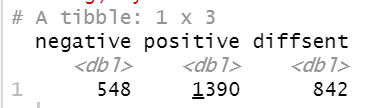 # A tibble: 1 x 3
negative positive diffsent
<dbl> <dbl> <dbl>
1 548 1390 842